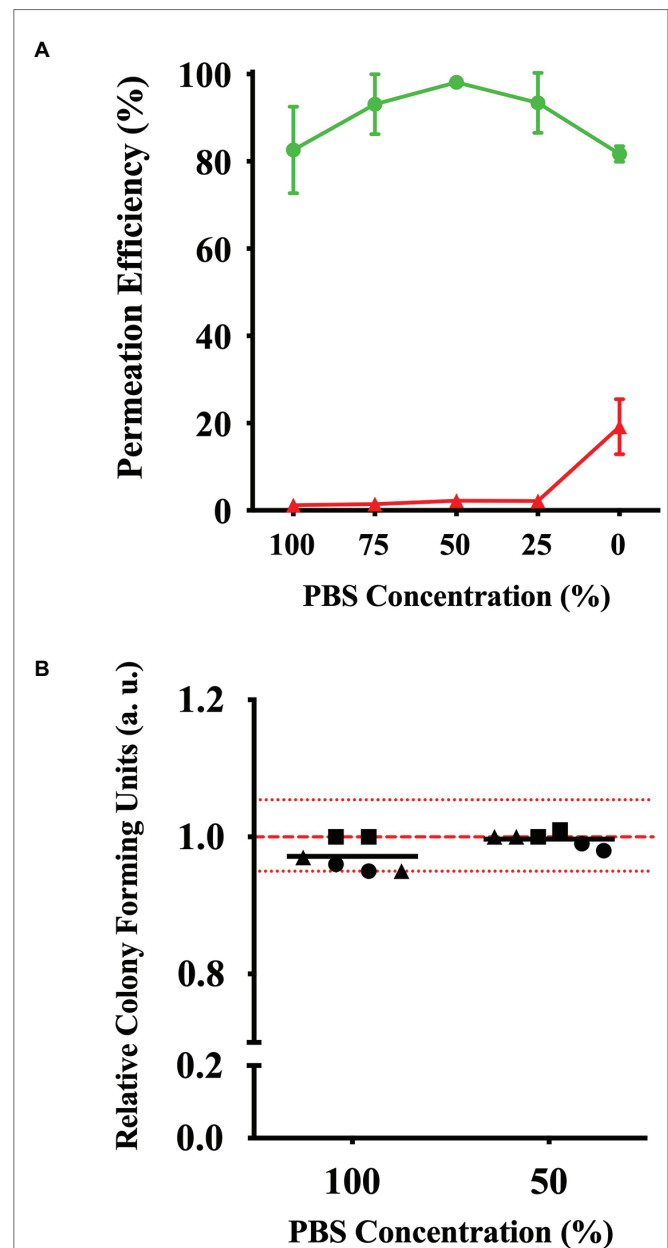 A
Permeation Efficiency (%)
100
80
60
40
20
0
100 75 50 25 0
PBS Concentration (%)
B
Relative Colony Forming Units (a. u.)
1.2
1.0
0.8
0.2
0.0
100 50
PBS Concentration (%)